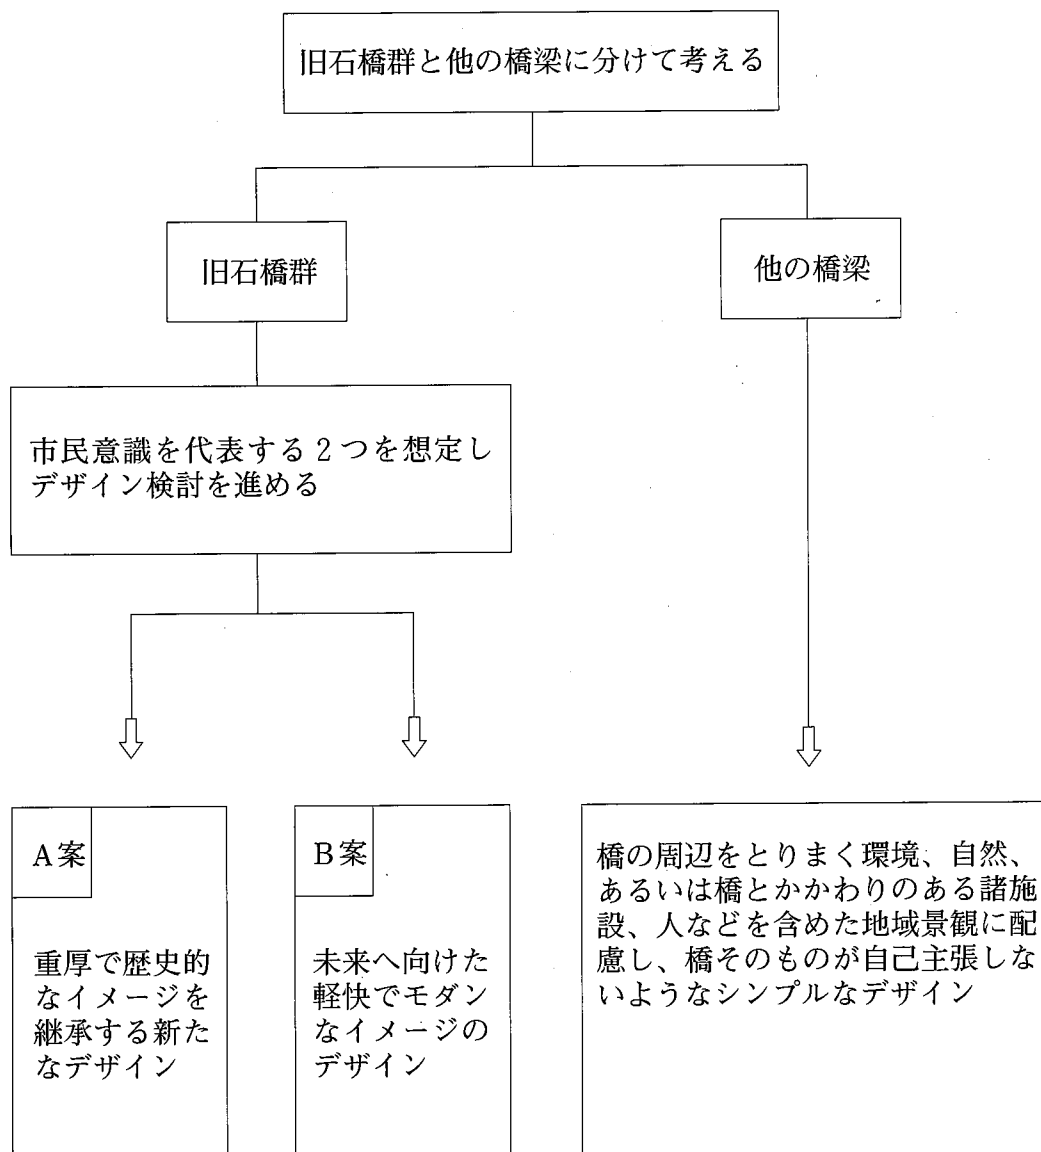 旧石橋群と他の橋梁に分けて考える
旧石橋群
他の橋梁
市民意識を代表する2つを想定し
デザイン検討を進める
A案
重厚で歴史的
なイメージを
継承する新た
なデザイン
B案
未来へ向けた
軽快でモダン
なイメージの
デザイン
橋の周辺をとりまく環境、自然、
あるいは橋とかかわりのある諸施
設、人などを含めた地域景観に配
慮し、橋そのものが自己主張しな
いようなシンプルなデザイン